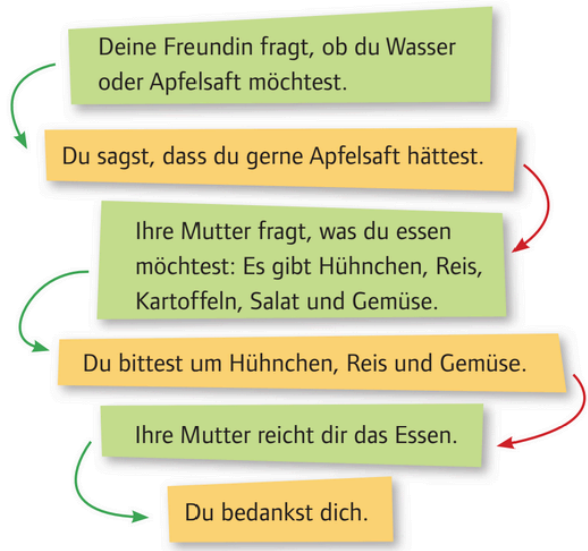 Deine Freundin fragt, ob du Wasser
oder Apfelsaft möchtest.
Du sagst, dass du gerne Apfelsaft hättest.
Ihre Mutter fragt, was du essen
möchtest: Es gibt Hühnchen, Reis,
Kartoffeln, Salat und Gemüse.
Du bittest um Hühnchen, Reis und Gemüse.
Ihre Mutter reicht dir das Essen.
Du bedankst dich.